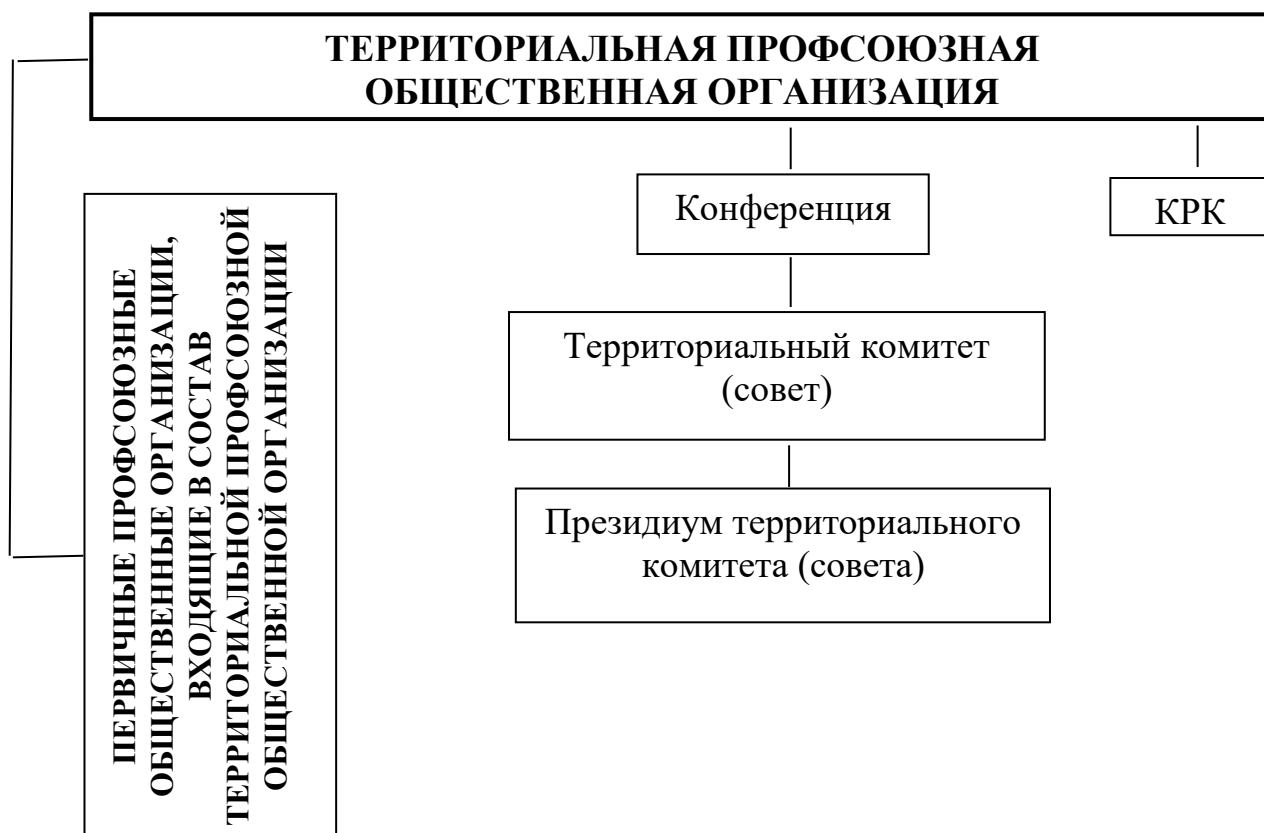 ТЕРРИТОРИАЛЬНАЯ ПРОФСОЮЗНАЯ
ОБЩЕСТВЕННАЯ ОРГАНИЗАЦИЯ
Конференция
КРК
Территориальный комитет
(совет)
Президиум территориального
комитета (совета)
ПЕРВИЧНЫЕ ПРОФСОЮЗНЫЕ
ОБЩЕСТВЕННЫЕ ОРГАНИЗАЦИИ,
ВХОДЯЩИЕ В СОСТАВ
ТЕРРИТОРИАЛЬНОЙ ПРОФСОЮЗНОЙ
ОБЩЕСТВЕННОЙ ОРГАНИЗАЦИИ